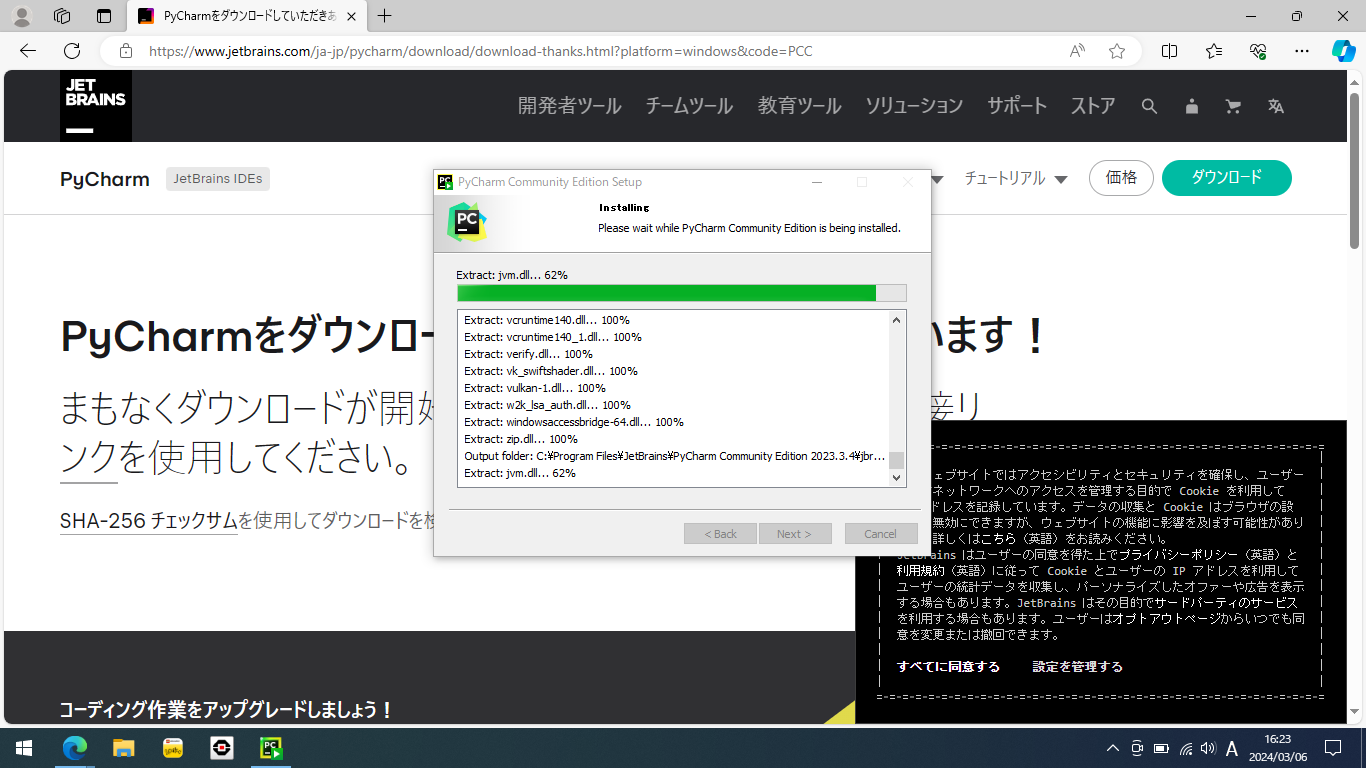 PyCharmをダウンロードしていただきあ
https://www.jetbrains.com/ja-jp/pycharm/download/download-thanks.html?platform=windows&code=PCC
JET
BRAINS
開発者ツール チームツール 教育ツール ソリューション サポート ストア
PyCharm JetBrains IDEs
チュートリアル 価格 ダウンロード
PyCharm Community Edition Setup
PC
Installing
Please wait while PyCharm Community Edition is being installed.
Extract: jvm.dll... 62%
Extract: vcruntime140.dll... 100%
Extract: vcruntime140_1.dll... 100%
Extract: verify.dll... 100%
Extract: vk_swiftshader.dll... 100%
Extract: vulkan-1.dll... 100%
Extract: w2k_lsa_auth.dll... 100%
Extract: windowsaccessbridge-64.dll... 100%
Extract: zip.dll... 100%
Output folder: C:¥Program Files¥JetBrains¥PyCharm Community Edition 2023.3.4¥jbr...
Extract: jvm.dll... 62%
< Back Next > Cancel
PyCharmをダウンロー います！
まもなくダウンロードが開始 接リ
ンクを使用してください。
SHA-256 チェックサムを使用してダウンロードを検
ェブサイトではアクセシビリティとセキュリティを確保し、ユーザー
ネットワークへのアクセスを管理する目的で Cookie を利用して
ドレスを記録しています。データの収集と Cookie はブラウザの設
無効にできますが、ウェブサイトの機能に影響を及ぼす可能性があり
詳しくはこちら（英語）をお読みください。
JetBrains はユーザーの同意を得た上でプライバシーポリシー（英語）と
利用規約（英語）に従って Cookie とユーザーの IP アドレスを利用して
ユーザーの統計データを収集し、パーソナライズしたオファーや広告を表示
する場合もあります。JetBrains はその目的でサードパーティのサービス
を利用する場合もあります。ユーザーはオプトアウトページからいつでも同
意を変更または撤回できます。
すべてに同意する 設定を管理する
コーディング作業をアップグレードしましょう！
A 16:23
2024/03/06